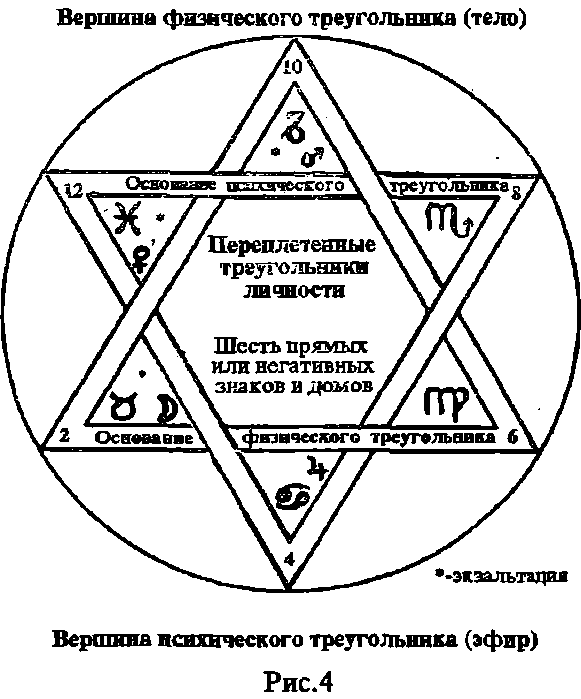 Вершина физического треугольника (тело)
10
*
12 Основание психического треугольника 8
*
Переплетенные
треугольники
личности
Шесть прямых
или негативных
знаков и домов
*
2 Основание физического треугольника 6
4
*-экзальтация
Вершина психического треугольника (эфир)
Рис.4